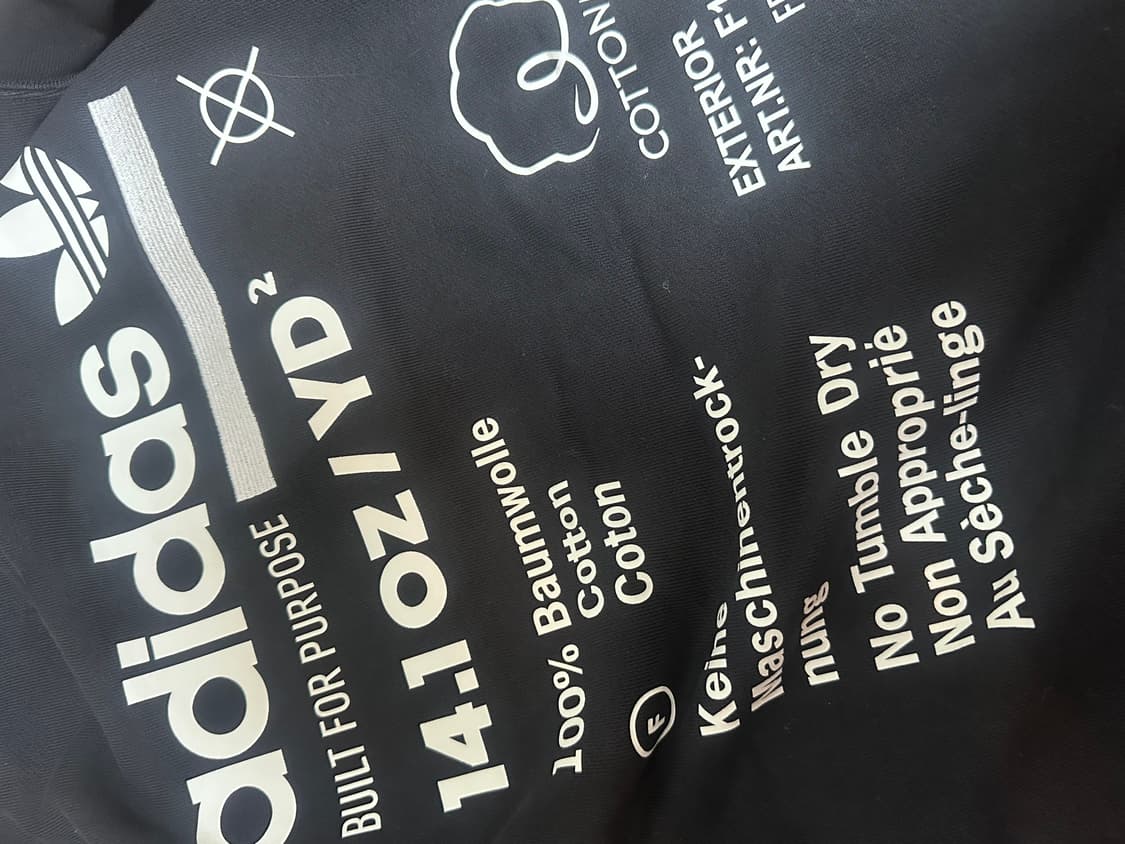 adidas
BUILT FOR PURPOSE
14.1 OZ / YD²
100% Baumwolle
Cotton
Coton
F
Keine
Maschinentrock-
nung
No Tumble Dry
Non Approprié
Au Sèche-linge
COTTON
EXTERIOR
ART.NR: F1